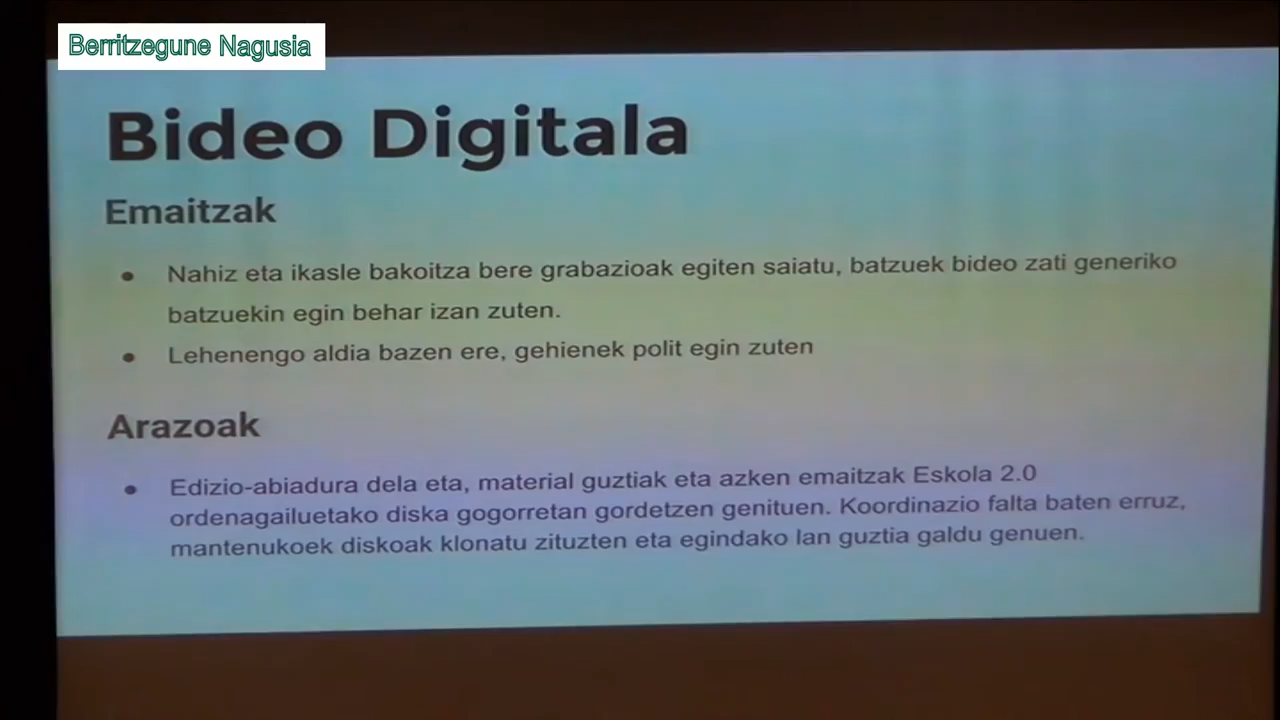 Berritzegune Nagusia
Bideo Digitala
Emaitzak
• Nahiz eta ikasle bakoitza bere grabazioak egiten saiatu, batzuek bideo zati generiko
batzuekin egin behar izan zuten.
• Lehenengo aldia bazen ere, gehienek polit egin zuten
Arazoak
• Edizio-abiadura dela eta, material guztiak eta azken emaitzak Eskola 2.0
ordenagailuetako diska gogorretan gordetzen genituen. Koordinazio falta baten erruz,
mantenukoek diskoak klonatu zituzten eta egindako lan guztia galdu genuen.